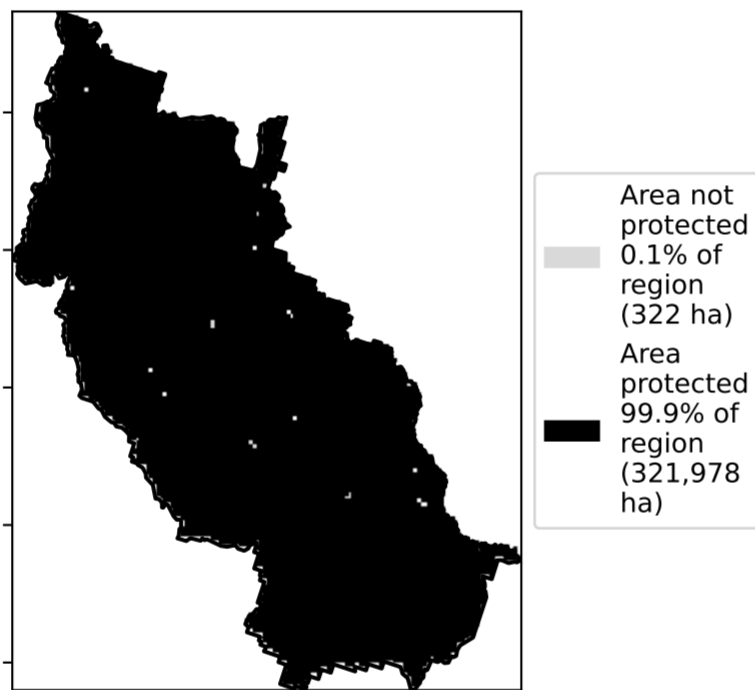 Area not
protected
0.1% of
region
(322 ha)
Area
protected
99.9% of
region
(321,978
ha)